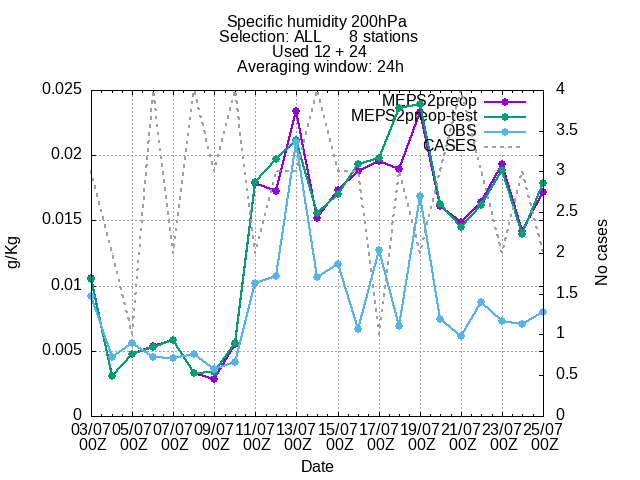 Specific humidity 200hPa
Selection: ALL 8 stations
Used 12 + 24
Averaging window: 24h
MEPS2preop
MEPS2preop-test
OBS
CASES
0.025
0.02
0.015
0.01
0.005
0
4
3.5
3
2.5
2
1.5
1
0.5
0
g/Kg
No cases
03/07 05/07 07/07 09/07 11/07 13/07 15/07 17/07 19/07 21/07 23/07 25/07
00Z 00Z 00Z 00Z 00Z 00Z 00Z 00Z 00Z 00Z 00Z 00Z
Date